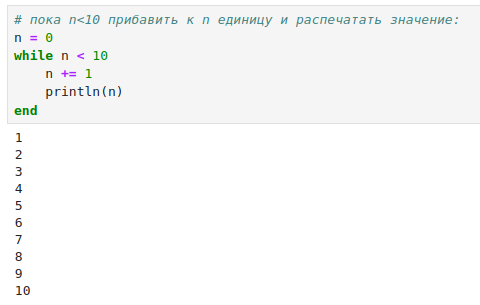 # пока n<10 прибавить к n единицу и распечатать значение:
n = 0
while n < 10
    n += 1
    println(n)
end
1
2
3
4
5
6
7
8
9
10